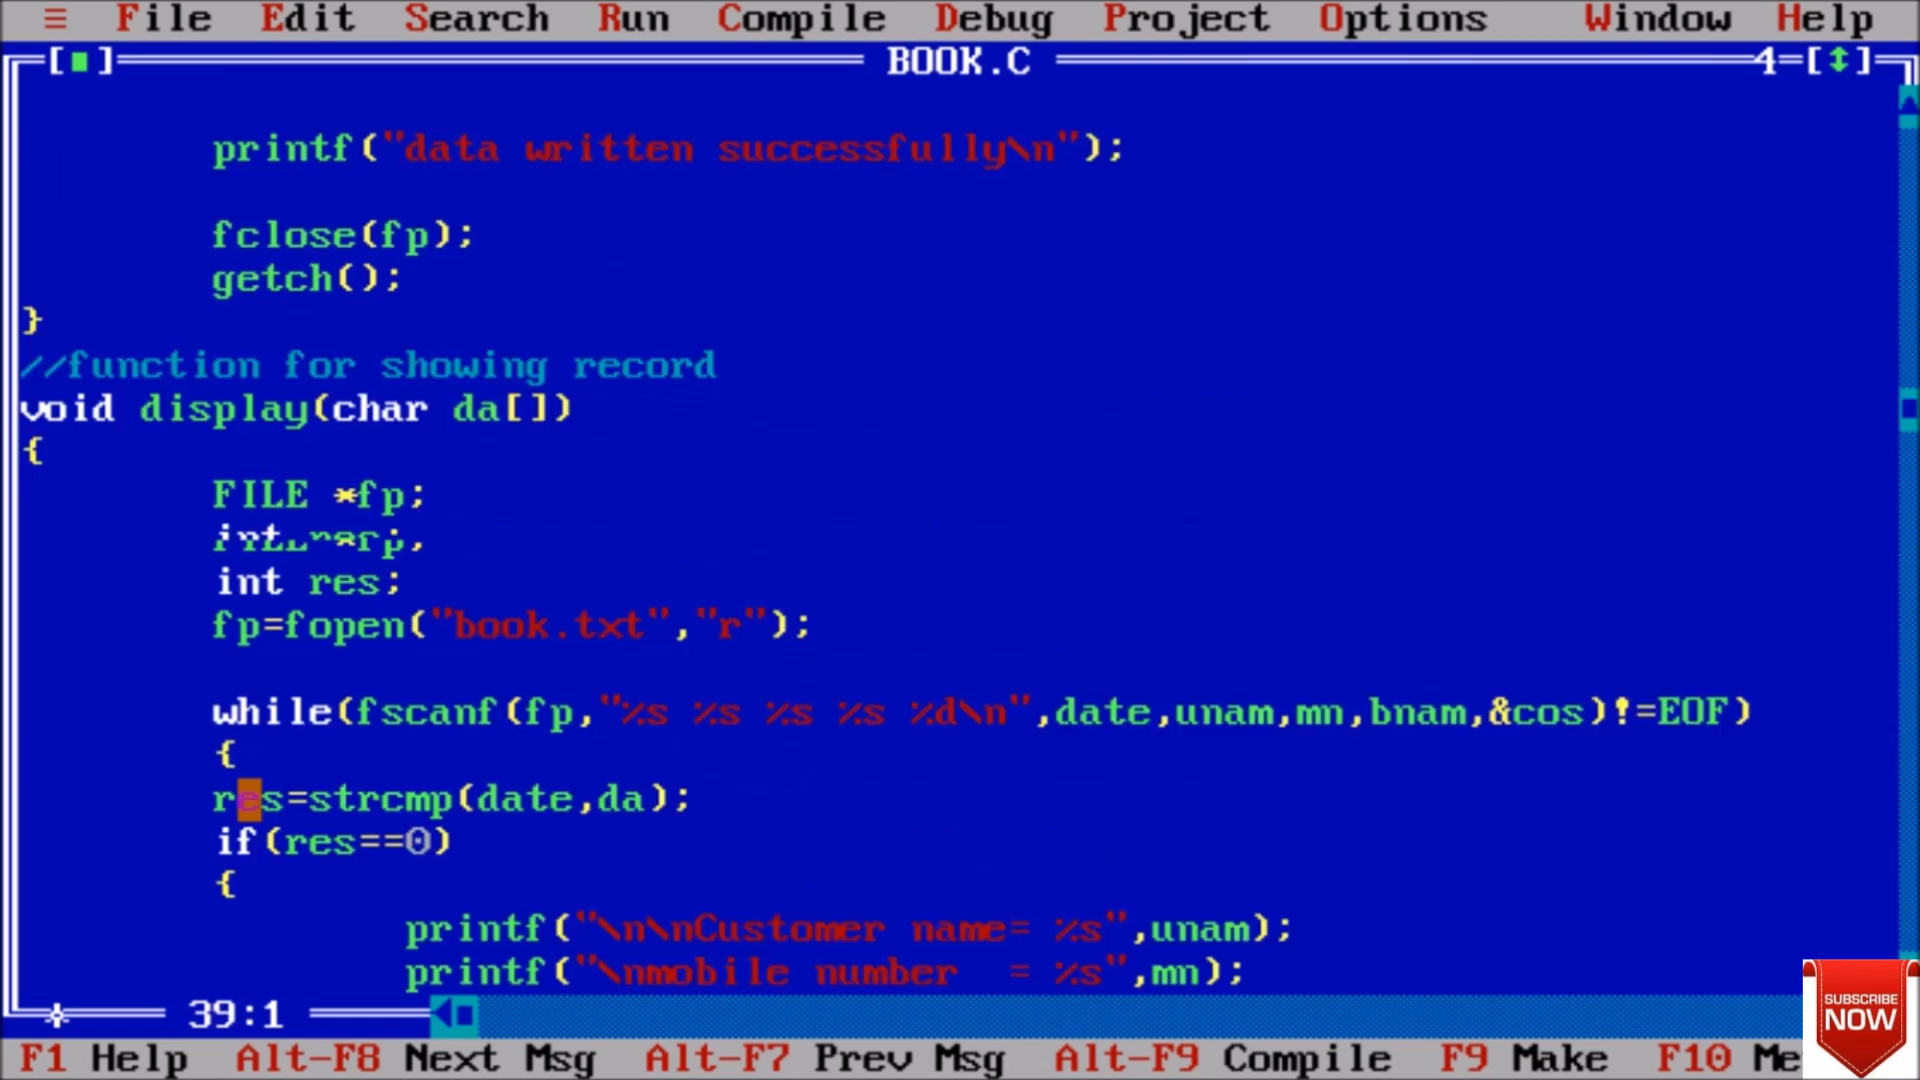 ≡ File Edit Search Run Compile Debug Project Options Window Help
[■] BOOK.C 4=[↕]
printf("data written successfully\n");
fclose(fp);
getch();
}
//function for showing record
void display(char da[])
{
FILE *fp;
int res;
fp=fopen("book.txt","r");
while(fscanf(fp,"%s %s %s %s %d\n",date,unam,mn,bnam,&cos)!=EOF)
{
res=strcmp(date,da);
if(res==0)
{
printf("\n\nCustomer name= %s",unam);
printf("\nmobile number  = %s",mn);
39:1
F1 Help Alt-F8 Next Msg Alt-F7 Prev Msg Alt-F9 Compile F9 Make F10 Me
SUBSCRIBE
NOW